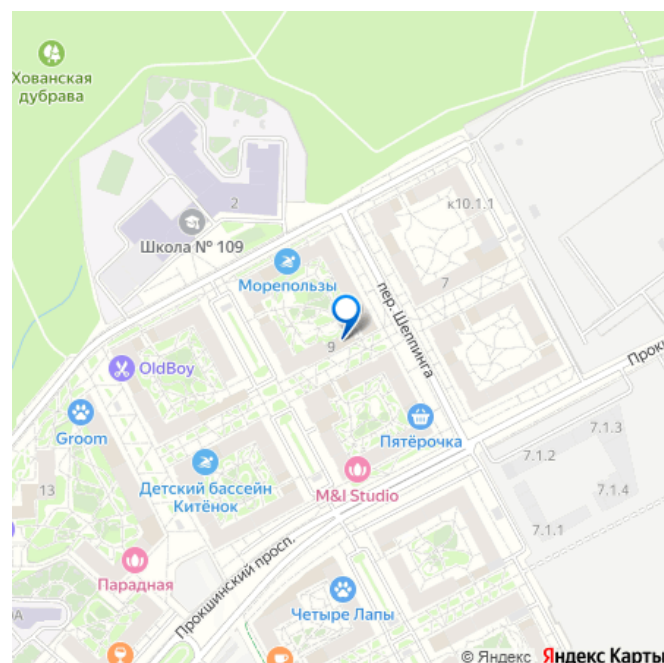 Хованская
дубрава
2
к10.1.1
Школа № 109
Морепользы
7
пер. Шеппинга
9
OldBoy
Groom
Пятёрочка
7.1.3
7.1.2
M&I Studio
7.1.4
Детский бассейн
Китёнок
13
7.1.1
Прокшинский просп.
Парадная
Четыре Лапы
© Яндекс Яндекс Карты